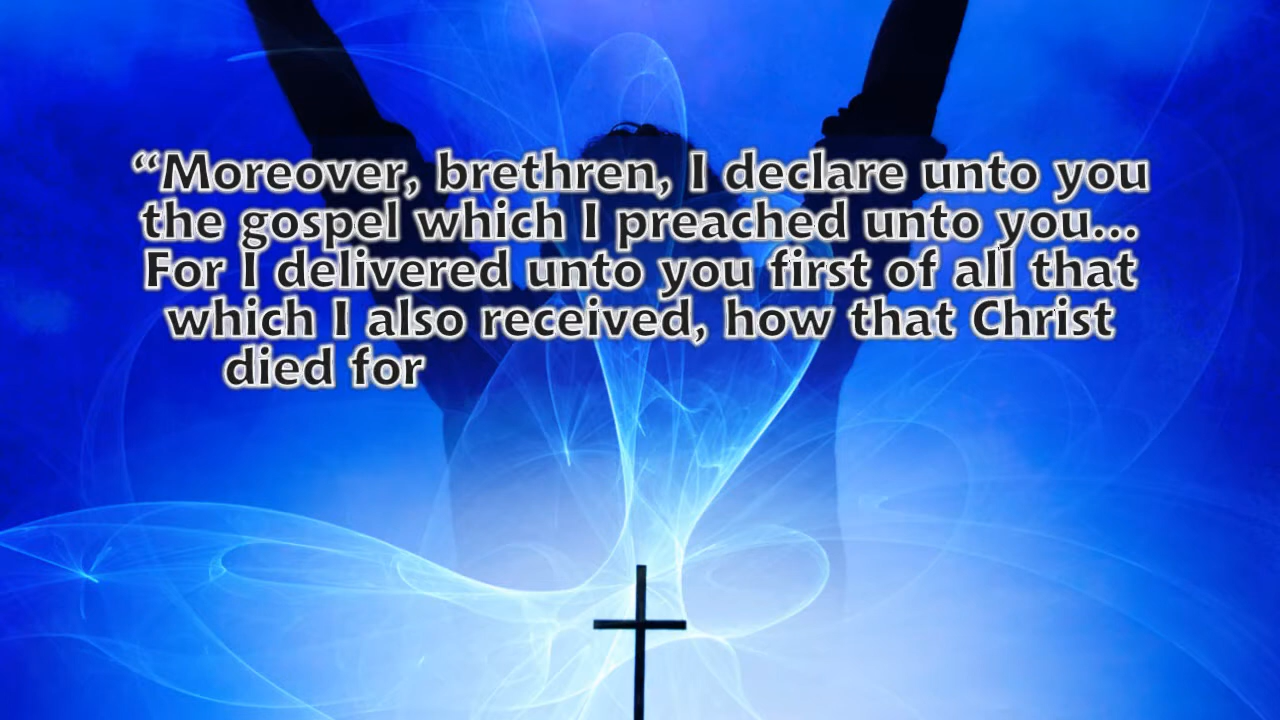 “Moreover, brethren, I declare unto you
the gospel which I preached unto you...
For I delivered unto you first of all that
which I also received, how that Christ
died for